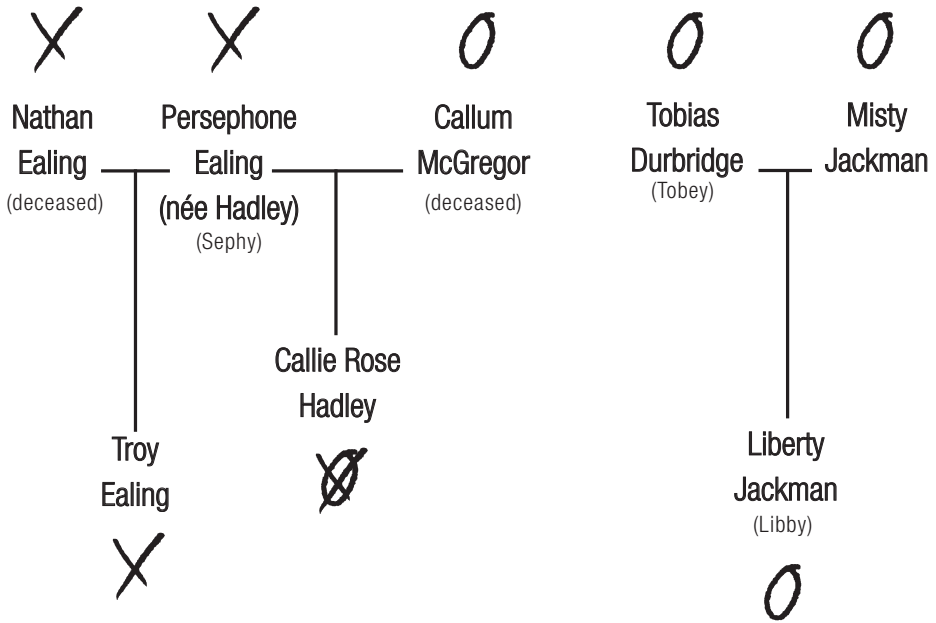 X
X
O
O
O
Nathan
Ealing
(deceased)
Persephone
Ealing
(née Hadley)
(Sephy)
Callum
McGregor
(deceased)
Tobias
Durbridge
(Tobey)
Misty
Jackman
Callie Rose
Hadley
Troy
Ealing
X
Liberty
Jackman
(Libby)
O